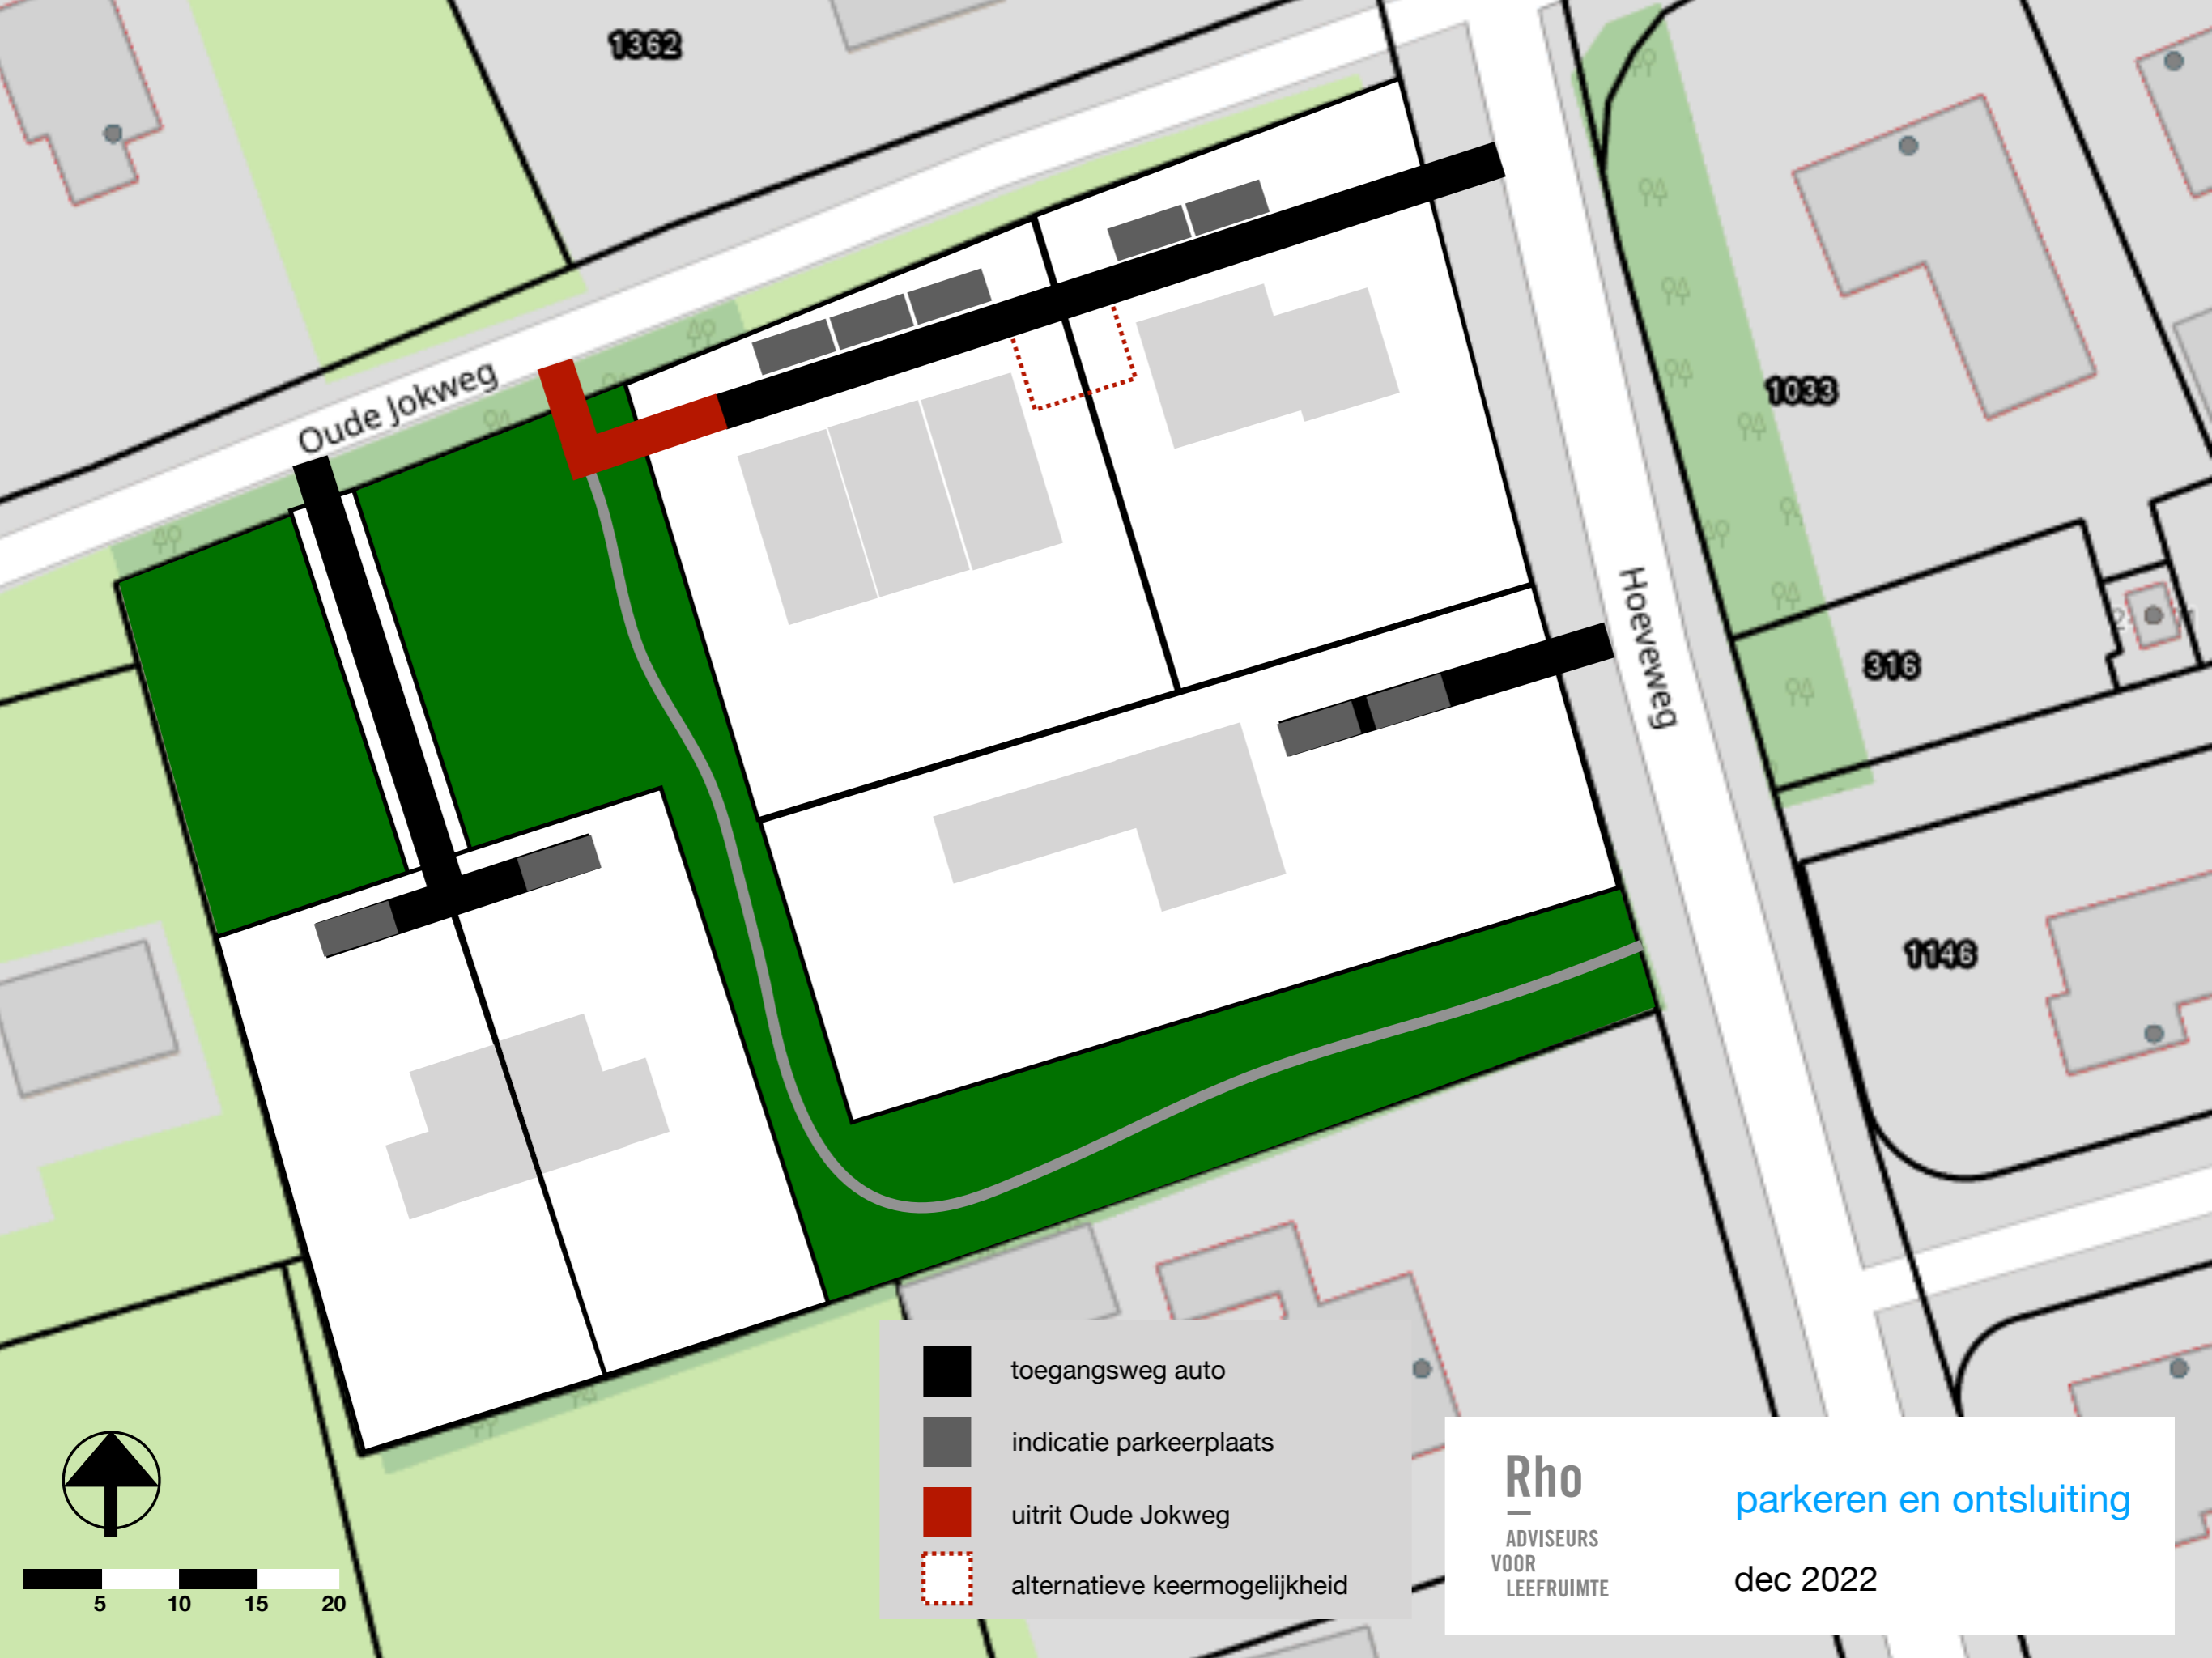 1362
Oude Jokweg
1033
Hoeveweg
316
1146
toegangsweg auto
indicatie parkeerplaats
uitrit Oude Jokweg
alternatieve keermogelijkheid
Rho
ADVISEURS
VOOR
LEEFRUIMTE
parkeren en ontsluiting
dec 2022
5 10 15 20